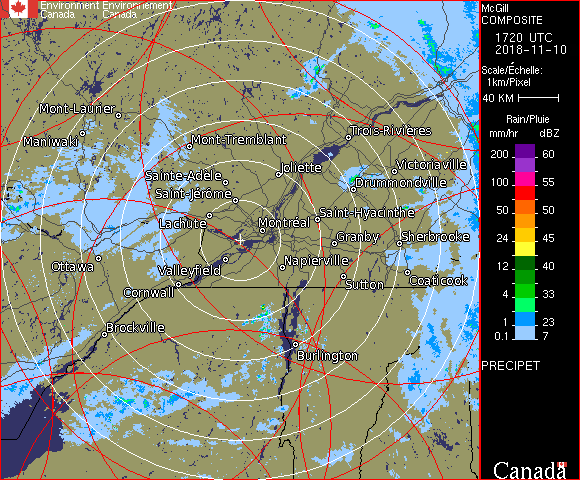 Environment Environnement
Canada Canada
McGill
COMPOSITE
1720 UTC
2018-11-10
Scale/Échelle:
1km/Pixel
40 KM
Rain/Pluie
mm/hr dBZ
200 60
100 55
50 50
24 45
12 40
4 33
1 23
0.1 7
PRECIPET
Canada
Mont-Laurier
Maniwaki
Mont-Tremblant
Trois-Rivières
Joliette
Victoriaville
Sainte-Adèle
Drummondville
Saint-Jérôme
Lachute
Saint-Hyacinthe
Montréal
Granby
Sherbrooke
Ottawa
Valleyfield
Napierville
Cornwall
Sutton
Coaticook
Brockville
Burlington